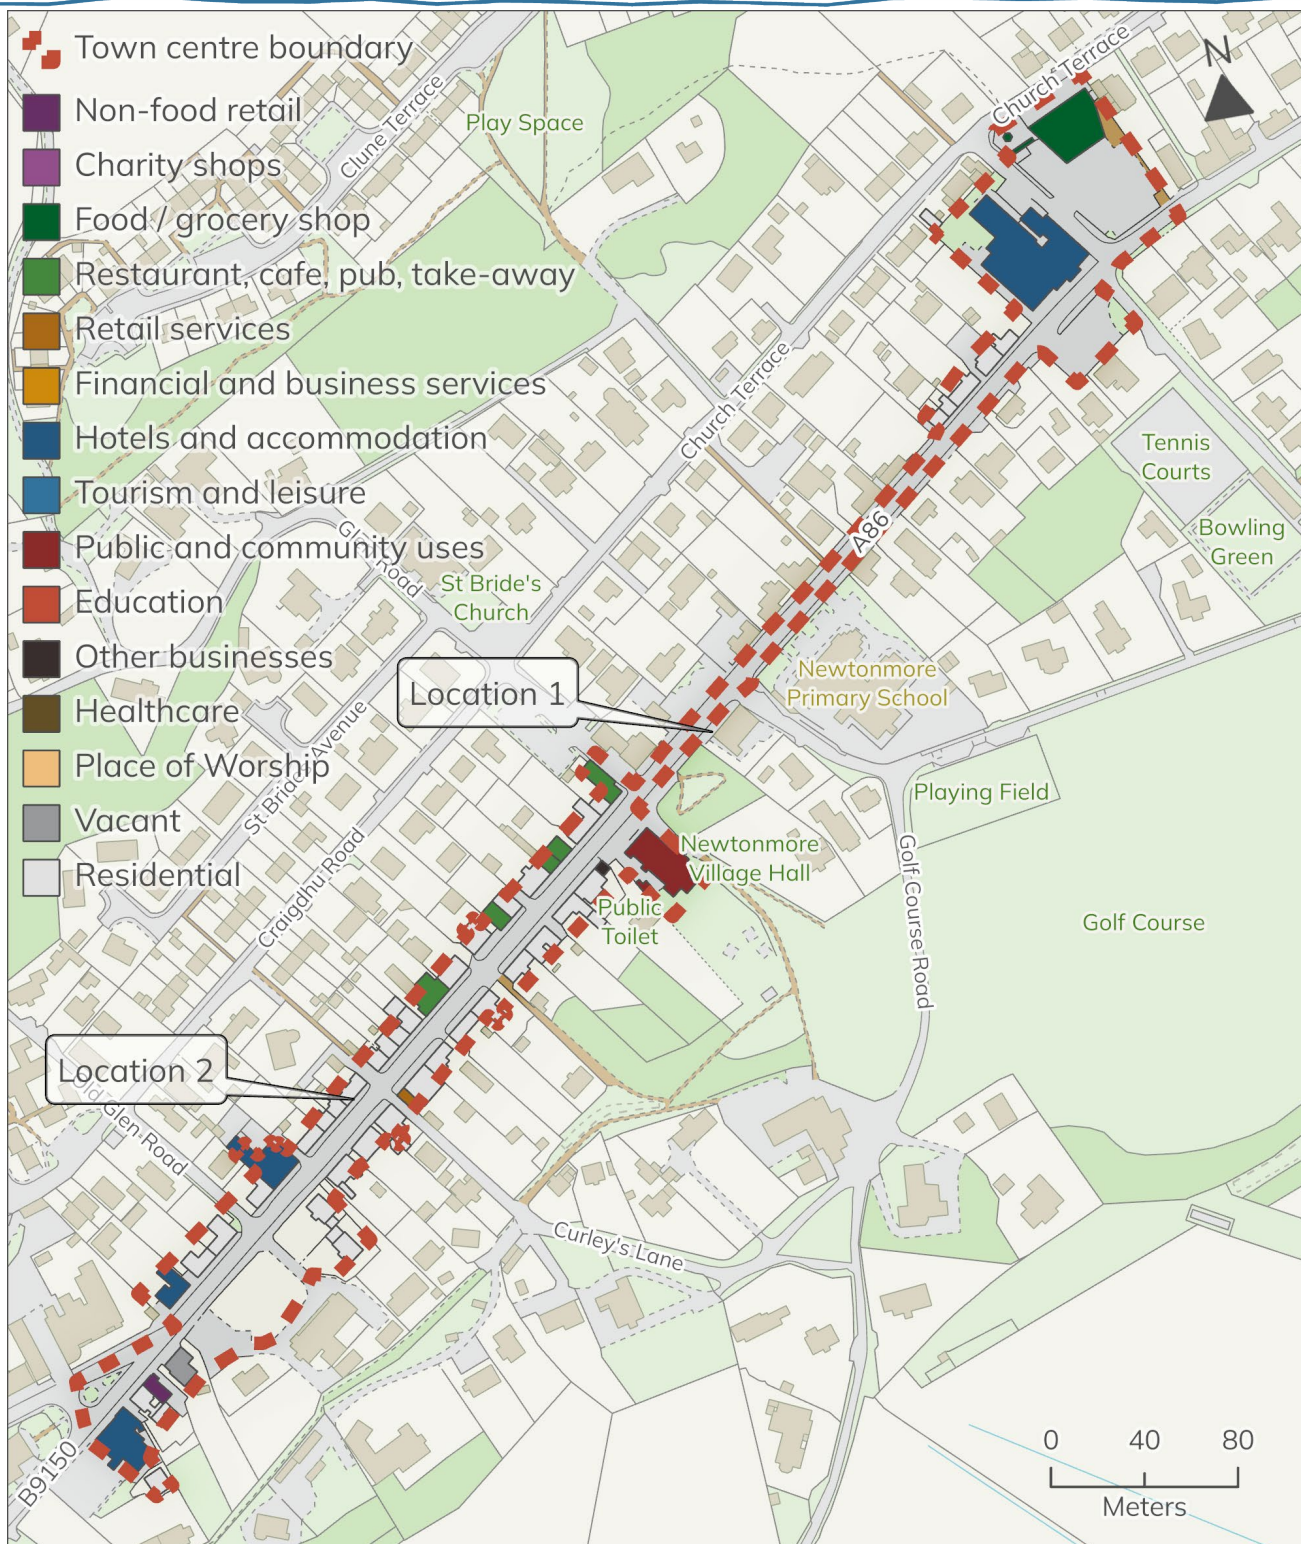 Town centre boundary
Non-food retail
Charity shops
Food / grocery shop
Restaurant, cafe, pub, take-away
Retail services
Financial and business services
Hotels and accommodation
Tourism and leisure
Public and community uses
Education
Other businesses
Healthcare
Place of Worship
Vacant
Residential
Clune Terrace
Play Space
Church Terrace
N
Church Terrace
Tennis
Courts
Bowling
Green
A86
Glen Road
St Bride's
Church
Newtonmore
Primary School
Location 1
St Bride's Avenue
Playing Field
Craigdhu Road
Newtonmore
Village Hall
Public
Toilet
Golf Course Road
Golf Course
Location 2
Old Glen Road
Curley's Lane
B9150
0 40 80
Meters